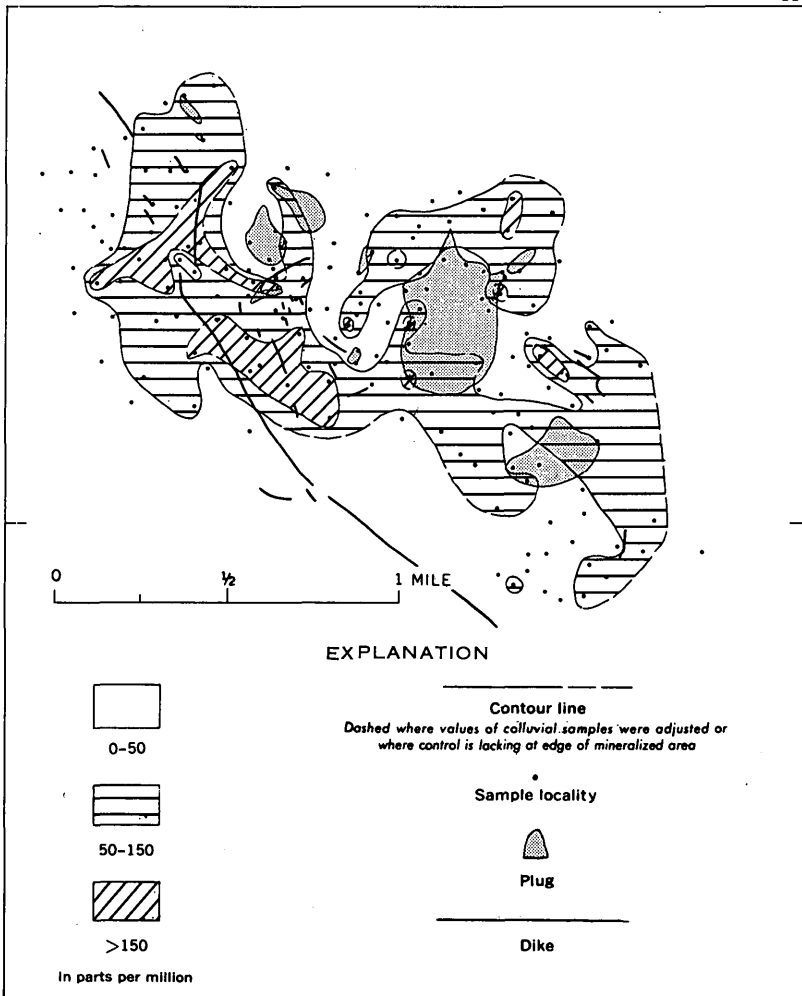 0 ½ 1 MILE
EXPLANATION
0-50
50-150
>150
In parts per million
Contour line
Dashed where values of colluvial samples were adjusted or
where control is lacking at edge of mineralized area
Sample locality
Plug
Dike